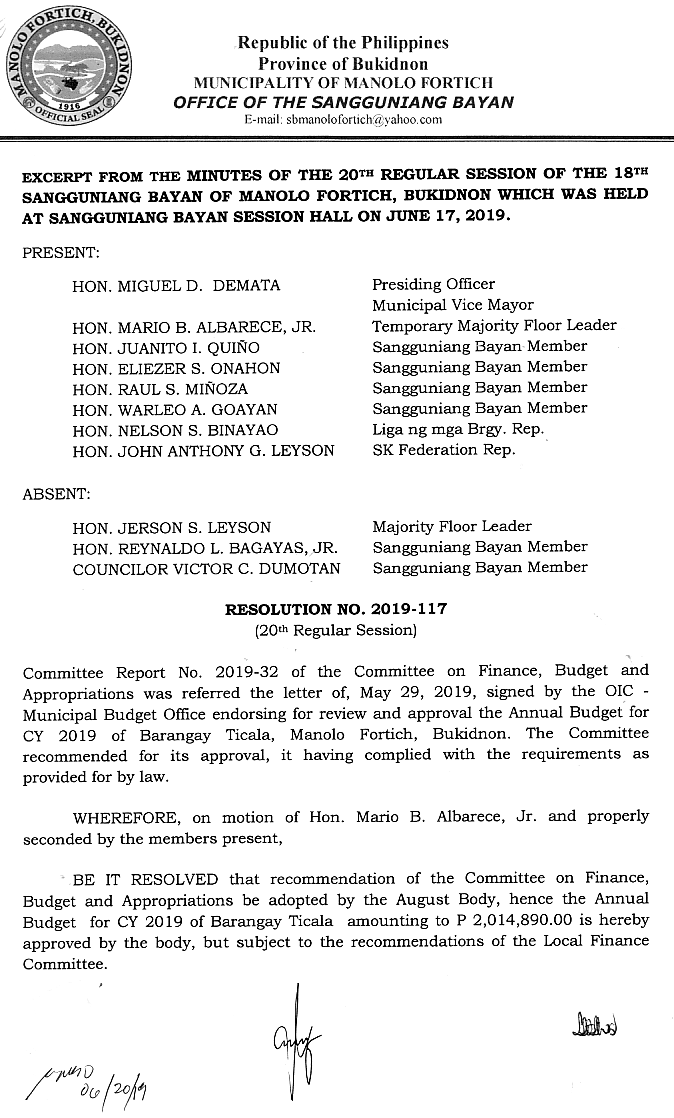 MANOLO FORTICH, BUKIDNON
1916
OFFICIAL SEAL
Republic of the Philippines
Province of Bukidnon
MUNICIPALITY OF MANOLO FORTICH
OFFICE OF THE SANGGUNIANG BAYAN
E-mail: sbmanolofortich@yahoo.com
EXCERPT FROM THE MINUTES OF THE 20TH REGULAR SESSION OF THE 18TH
SANGGUNIANG BAYAN OF MANOLO FORTICH, BUKIDNON WHICH WAS HELD
AT SANGGUNIANG BAYAN SESSION HALL ON JUNE 17, 2019.
PRESENT:
HON. MIGUEL D. DEMATA Presiding Officer
Municipal Vice Mayor
HON. MARIO B. ALBARECE, JR. Temporary Majority Floor Leader
HON. JUANITO I. QUIÑO Sangguniang Bayan Member
HON. ELIEZER S. ONAHON Sangguniang Bayan Member
HON. RAUL S. MIÑOZA Sangguniang Bayan Member
HON. WARLEO A. GOAYAN Sangguniang Bayan Member
HON. NELSON S. BINAYAO Liga ng mga Brgy. Rep.
HON. JOHN ANTHONY G. LEYSON SK Federation Rep.
ABSENT:
HON. JERSON S. LEYSON Majority Floor Leader
HON. REYNALDO L. BAGAYAS, JR. Sangguniang Bayan Member
COUNCILOR VICTOR C. DUMOTAN Sangguniang Bayan Member
RESOLUTION NO. 2019-117
(20th Regular Session)
Committee Report No. 2019-32 of the Committee on Finance, Budget and
Appropriations was referred the letter of, May 29, 2019, signed by the OIC -
Municipal Budget Office endorsing for review and approval the Annual Budget for
CY 2019 of Barangay Ticala, Manolo Fortich, Bukidnon. The Committee
recommended for its approval, it having complied with the requirements as
provided for by law.
WHEREFORE, on motion of Hon. Mario B. Albarece, Jr. and properly
seconded by the members present,
BE IT RESOLVED that recommendation of the Committee on Finance,
Budget and Appropriations be adopted by the August Body, hence the Annual
Budget for CY 2019 of Barangay Ticala amounting to P 2,014,890.00 is hereby
approved by the body, but subject to the recommendations of the Local Finance
Committee.
06/20/19